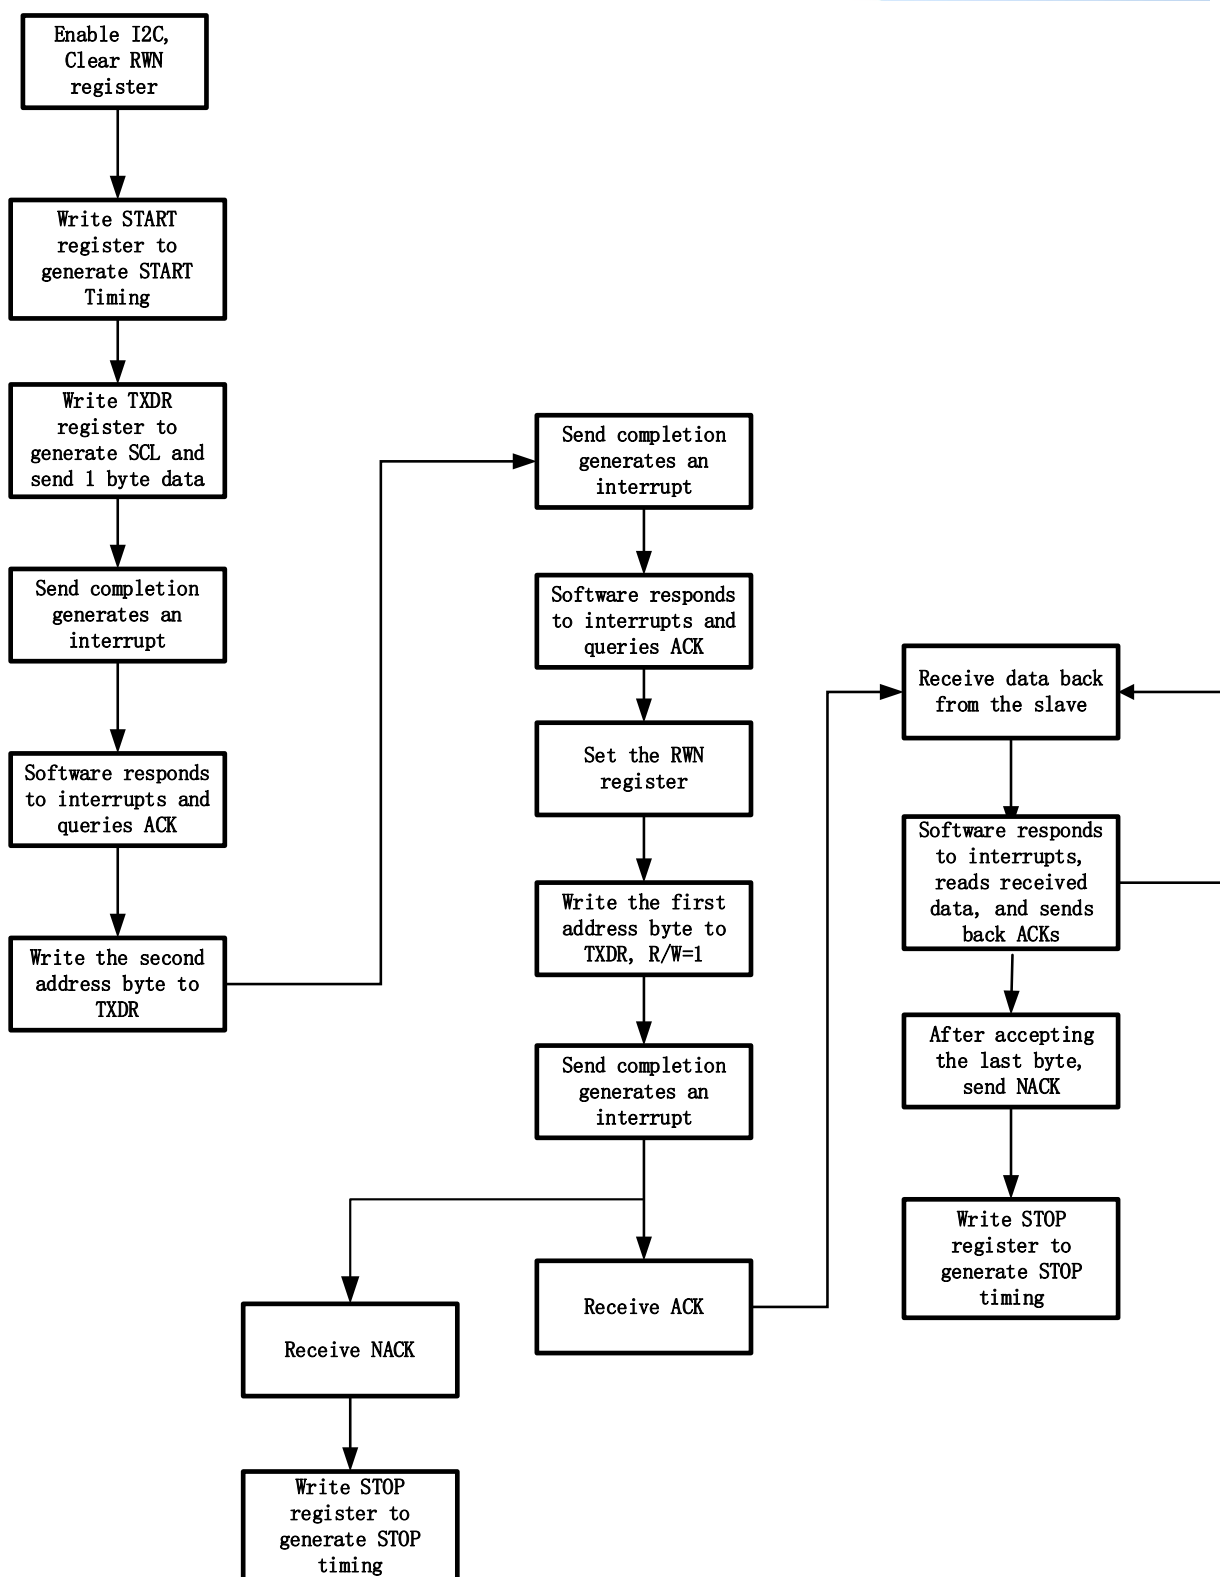 Enable I2C,
Clear RWN
register
Write START
register to
generate START
Timing
Write TXDR
register to
generate SCL and
send 1 byte data
Send completion
generates an
interrupt
Software responds
to interrupts and
queries ACK
Write the second
address byte to
TXDR
Send completion
generates an
interrupt
Software responds
to interrupts and
queries ACK
Set the RWN
register
Write the first
address byte to
TXDR, R/W=1
Send completion
generates an
interrupt
Receive NACK
Write STOP
register to
generate STOP
timing
Receive ACK
Receive data back
from the slave
Software responds
to interrupts,
reads received
data, and sends
back ACKs
After accepting
the last byte,
send NACK
Write STOP
register to
generate STOP
timing